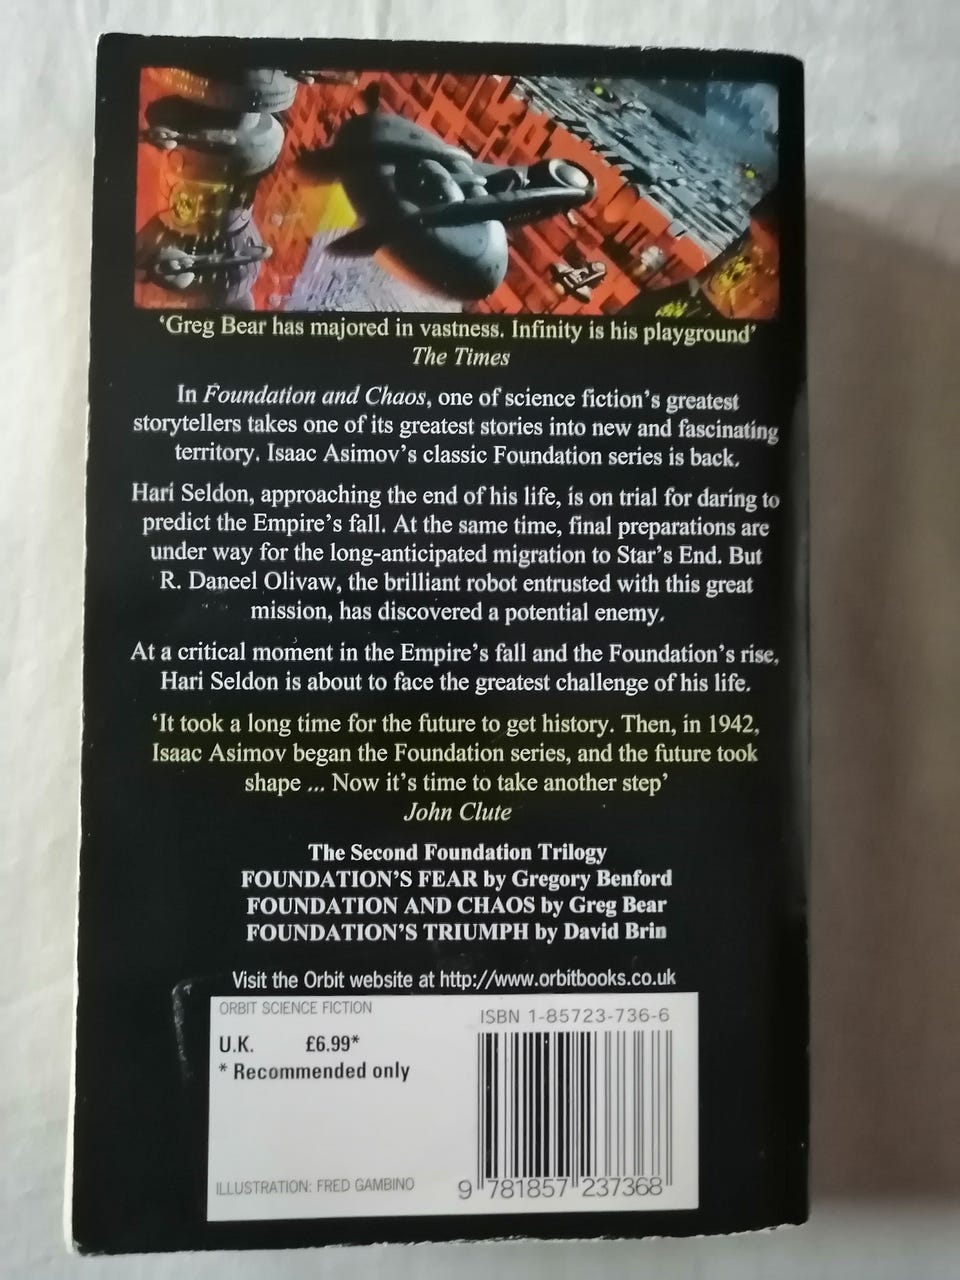 ‘Greg Bear has majored in vastness. Infinity is his playground’
The Times
In Foundation and Chaos, one of science fiction’s greatest
storytellers takes one of its greatest stories into new and fascinating
territory. Isaac Asimov’s classic Foundation series is back.
Hari Seldon, approaching the end of his life, is on trial for daring to
predict the Empire’s fall. At the same time, final preparations are
under way for the long-anticipated migration to Star’s End. But
R. Daneel Olivaw, the brilliant robot entrusted with this great
mission, has discovered a potential enemy.
At a critical moment in the Empire’s fall and the Foundation’s rise,
Hari Seldon is about to face the greatest challenge of his life.
‘It took a long time for the future to get history. Then, in 1942,
Isaac Asimov began the Foundation series, and the future took
shape ... Now it’s time to take another step’
John Clute
The Second Foundation Trilogy
FOUNDATION’S FEAR by Gregory Benford
FOUNDATION AND CHAOS by Greg Bear
FOUNDATION’S TRIUMPH by David Brin
Visit the Orbit website at http://www.orbitbooks.co.uk
ORBIT SCIENCE FICTION
ISBN 1-85723-736-6
U.K. £6.99*
* Recommended only
ILLUSTRATION: FRED GAMBINO
9 781857 237368